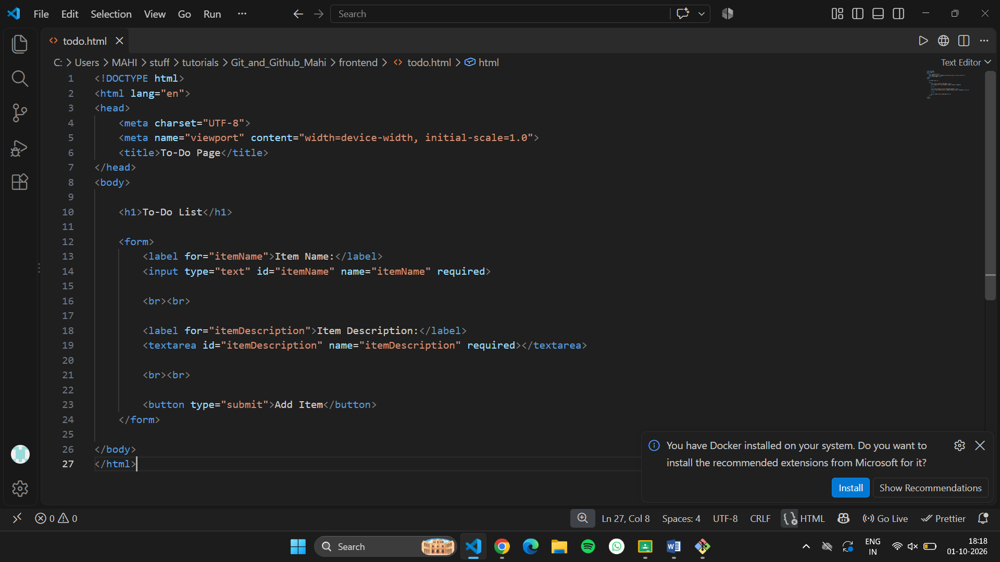 File Edit Selection View Go Run ··· Search
todo.html
C: > Users > MAHI > stuff > tutorials > Git_and_Github_Mahi > frontend > <> todo.html > html Text Editor
1 <!DOCTYPE html>
2 <html lang="en">
3 <head>
4 <meta charset="UTF-8">
5 <meta name="viewport" content="width=device-width, initial-scale=1.0">
6 <title>To-Do Page</title>
7 </head>
8 <body>
9
10 <h1>To-Do List</h1>
11
12 <form>
13 <label for="itemName">Item Name:</label>
14 <input type="text" id="itemName" name="itemName" required>
15
16 <br><br>
17
18 <label for="itemDescription">Item Description:</label>
19 <textarea id="itemDescription" name="itemDescription" required></textarea>
20
21 <br><br>
22
23 <button type="submit">Add Item</button>
24 </form>
25
26 </body>
27 </html>
You have Docker installed on your system. Do you want to
install the recommended extensions from Microsoft for it?
Install Show Recommendations
0 0 Ln 27, Col 8 Spaces: 4 UTF-8 CRLF HTML Go Live Prettier
Search ENG 18:18
IN 01-10-2026